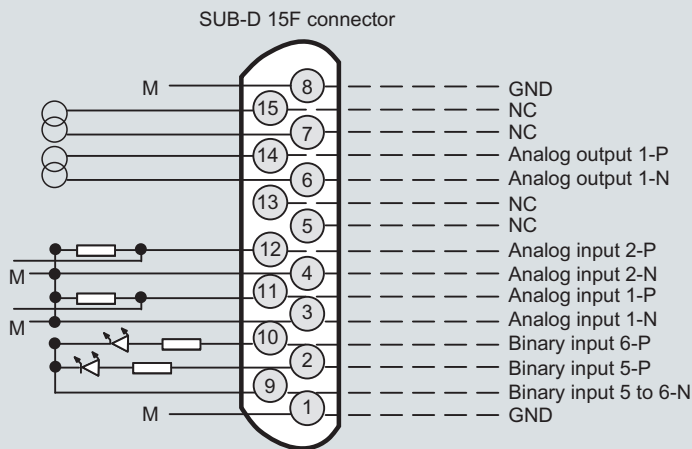 SUB-D 15F connector
M 8 GND
15 NC
7 NC
14 Analog output 1-P
6 Analog output 1-N
13 NC
5 NC
12 Analog input 2-P
M 4 Analog input 2-N
11 Analog input 1-P
M 3 Analog input 1-N
10 Binary input 6-P
2 Binary input 5-P
9 Binary input 5 to 6-N
M 1 GND